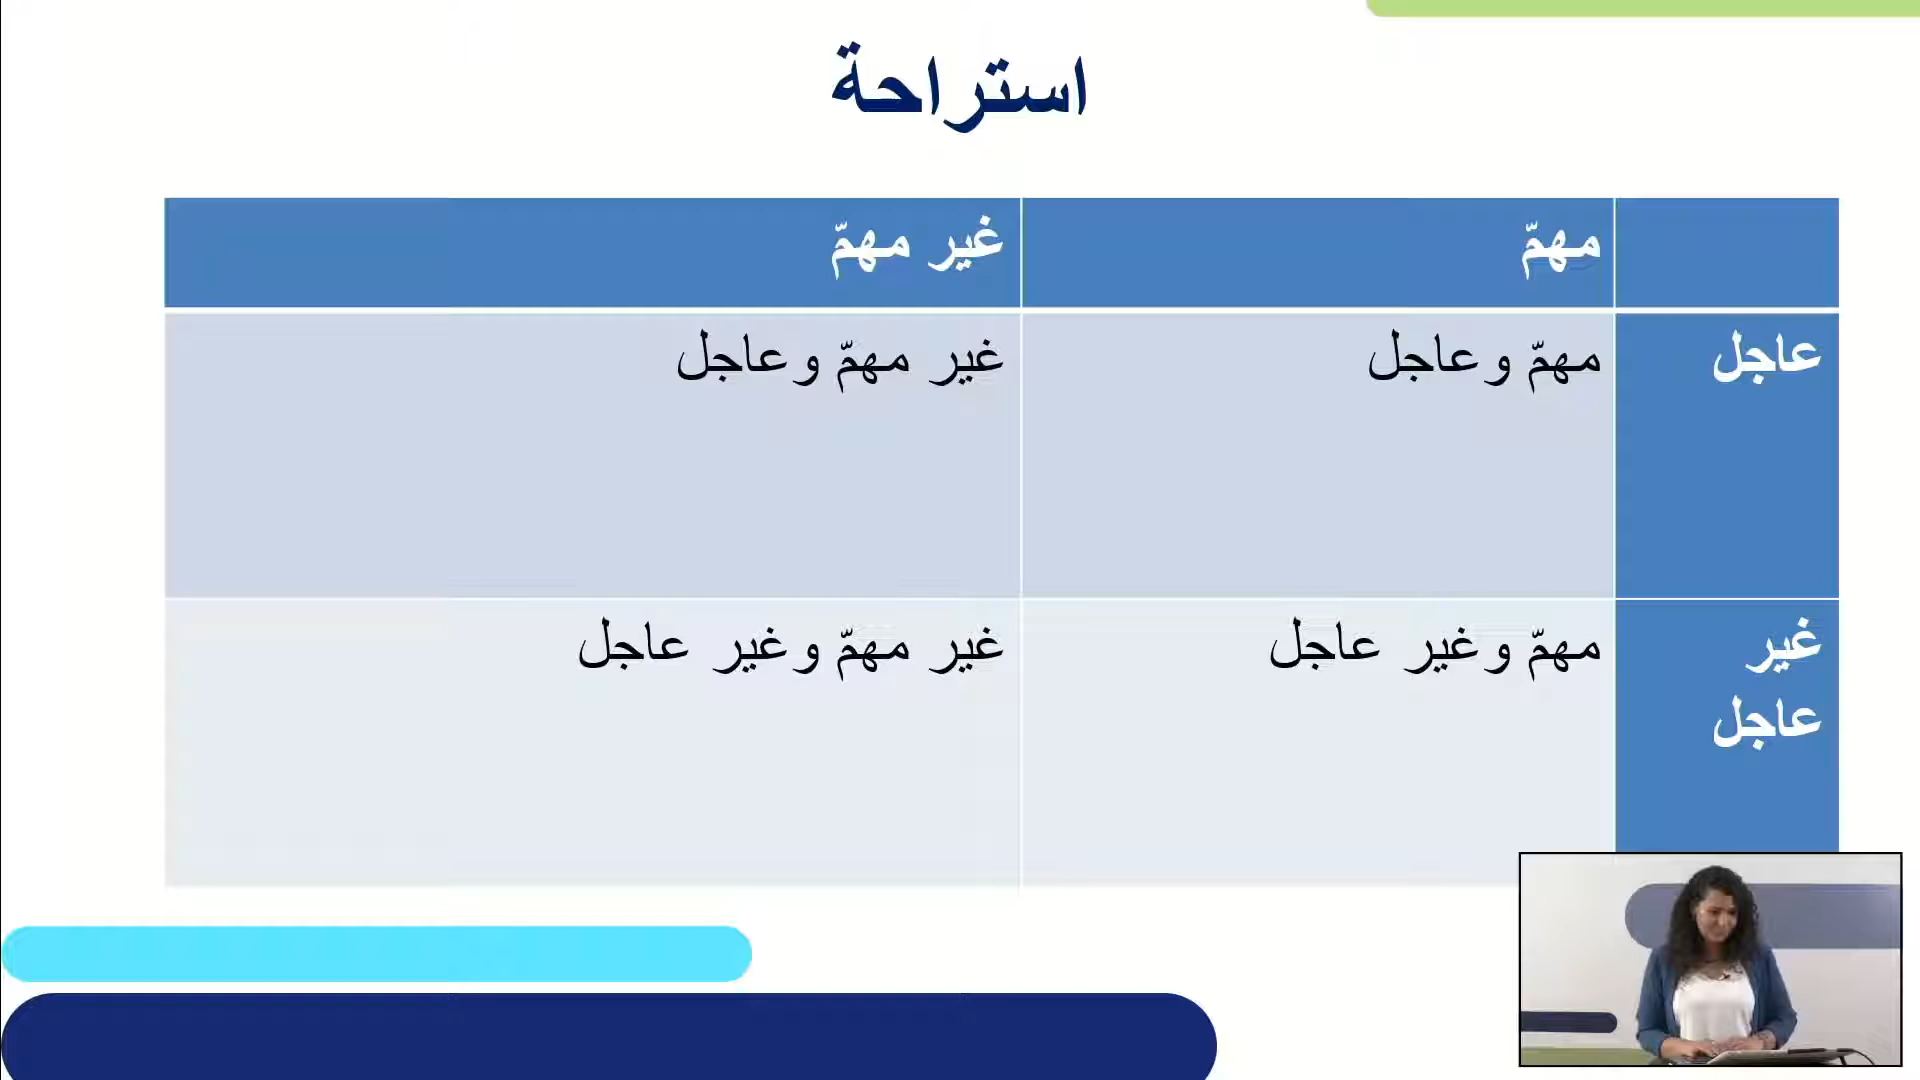 استراحة
مهمّ
غير مهمّ
عاجل
مهمّ وعاجل
غير مهمّ وعاجل
غير
عاجل
مهمّ وغير عاجل
غير مهمّ وغير عاجل